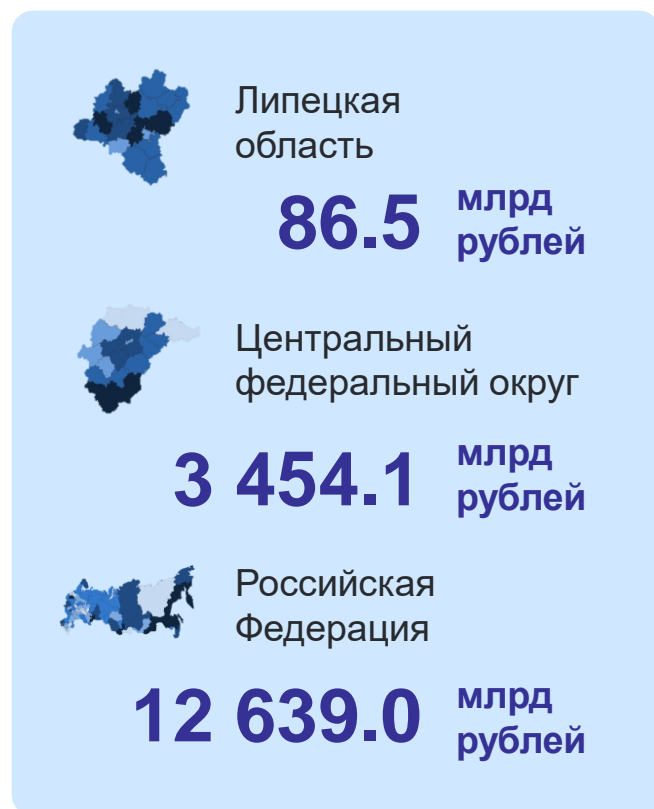 Липецкая
область
86.5 млрд
рублей
Центральный
федеральный округ
3 454.1 млрд
рублей
Российская
Федерация
12 639.0 млрд
рублей